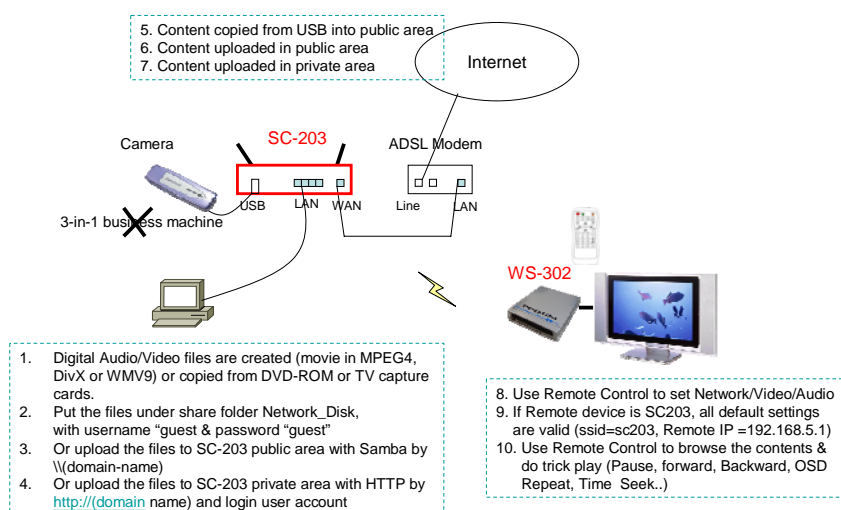 5. Content copied from USB into public area
6. Content uploaded in public area
7. Content uploaded in private area
Internet
Camera
SC-203
ADSL Modem
USB
LAN
WAN
Line
LAN
3-in-1 business machine
WS-302
1. Digital Audio/Video files are created (movie in MPEG4,
DivX or WMV9) or copied from DVD-ROM or TV capture
cards.
2. Put the files under share folder Network_Disk,
with username “guest & password “guest”
3. Or upload the files to SC-203 public area with Samba by
\\(domain-name)
4. Or upload the files to SC-203 private area with HTTP by
http://(domain name) and login user account
8. Use Remote Control to set Network/Video/Audio
9. If Remote device is SC203, all default settings
are valid (ssid=sc203, Remote IP =192.168.5.1)
10. Use Remote Control to browse the contents &
do trick play (Pause, forward, Backward, OSD
Repeat, Time Seek..)